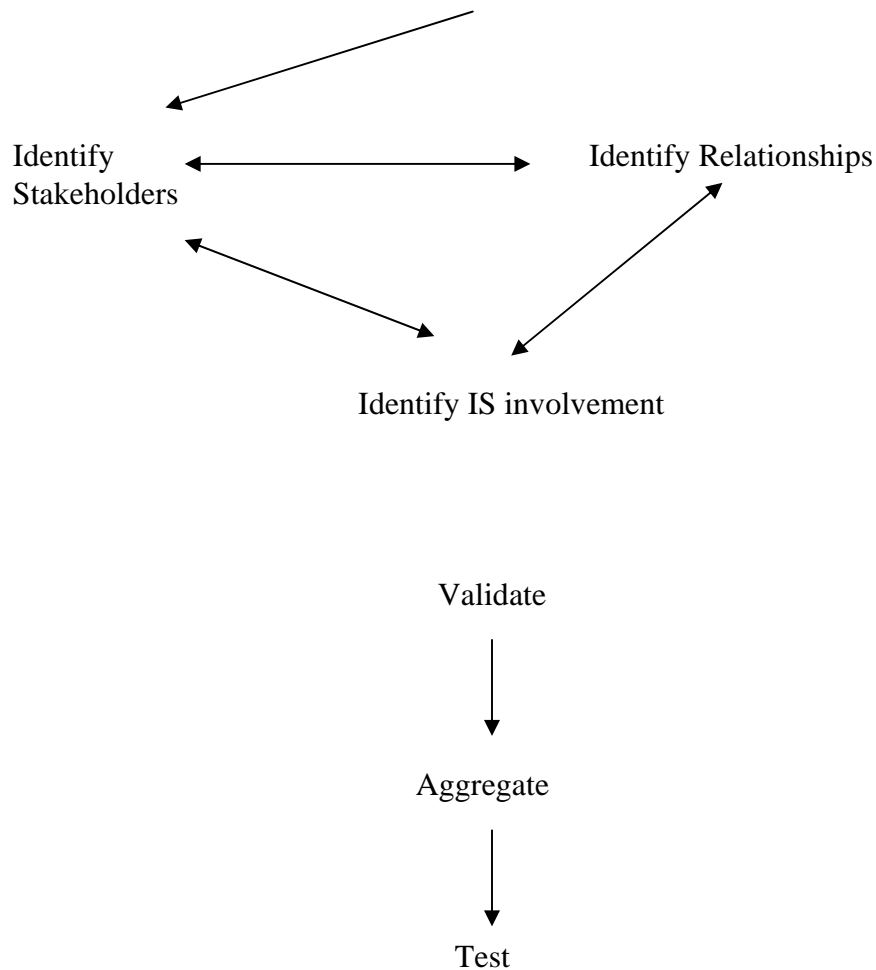 Identify
Stakeholders
Identify Relationships
Identify IS involvement
Validate
Aggregate
Test